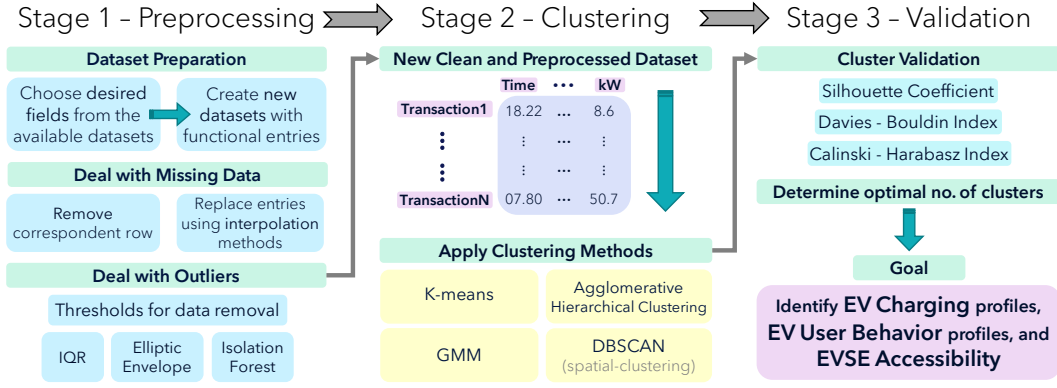 Stage 1 – Preprocessing
Stage 2 – Clustering
Stage 3 – Validation
Dataset Preparation
Choose desired
fields from the
available datasets
Create new
datasets with
functional entries
Deal with Missing Data
Remove
correspondent row
Replace entries
using interpolation
methods
Deal with Outliers
Thresholds for data removal
IQR
Elliptic
Envelope
Isolation
Forest
New Clean and Preprocessed Dataset
Time ... kW
Transaction1 18.22 ... 8.6
⋮ ⋮ ... ⋮
⋮ ⋮ ... ⋮
TransactionN 07.80 ... 50.7
Apply Clustering Methods
K-means
Agglomerative
Hierarchical Clustering
GMM
DBSCAN
(spatial-clustering)
Cluster Validation
Silhouette Coefficient
Davies - Bouldin Index
Calinski - Harabasz Index
Determine optimal no. of clusters
Goal
Identify EV Charging profiles,
EV User Behavior profiles, and
EVSE Accessibility